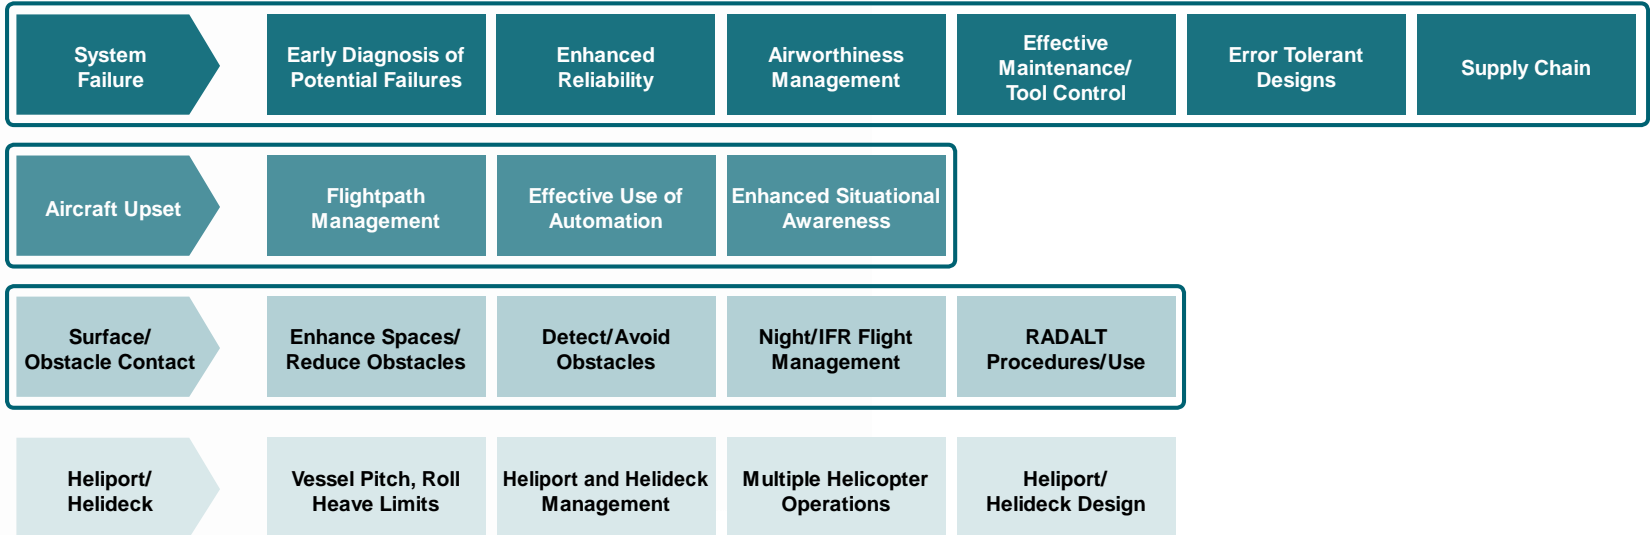 System
Failure
Early Diagnosis of
Potential Failures
Enhanced
Reliability
Airworthiness
Management
Effective
Maintenance/
Tool Control
Error Tolerant
Designs
Supply Chain
Aircraft Upset
Flightpath
Management
Effective Use of
Automation
Enhanced Situational
Awareness
Surface/
Obstacle Contact
Enhance Spaces/
Reduce Obstacles
Detect/Avoid
Obstacles
Night/IFR Flight
Management
RADALT
Procedures/Use
Heliport/
Helideck
Vessel Pitch, Roll
Heave Limits
Heliport and Helideck
Management
Multiple Helicopter
Operations
Heliport/
Helideck Design